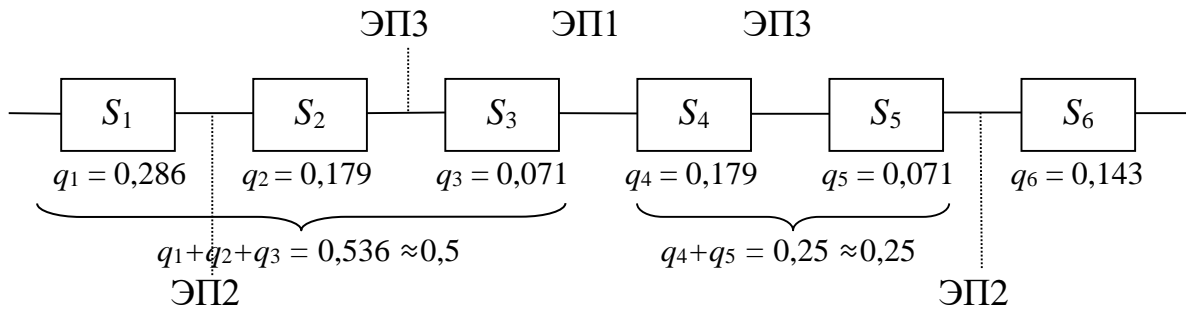 ЭП3 ЭП1 ЭП3
S1 S2 S3 S4 S5 S6
q1 = 0,286 q2 = 0,179 q3 = 0,071 q4 = 0,179 q5 = 0,071 q6 = 0,143
q1+q2+q3 = 0,536 ≈0,5 q4+q5 = 0,25 ≈0,25
ЭП2 ЭП2